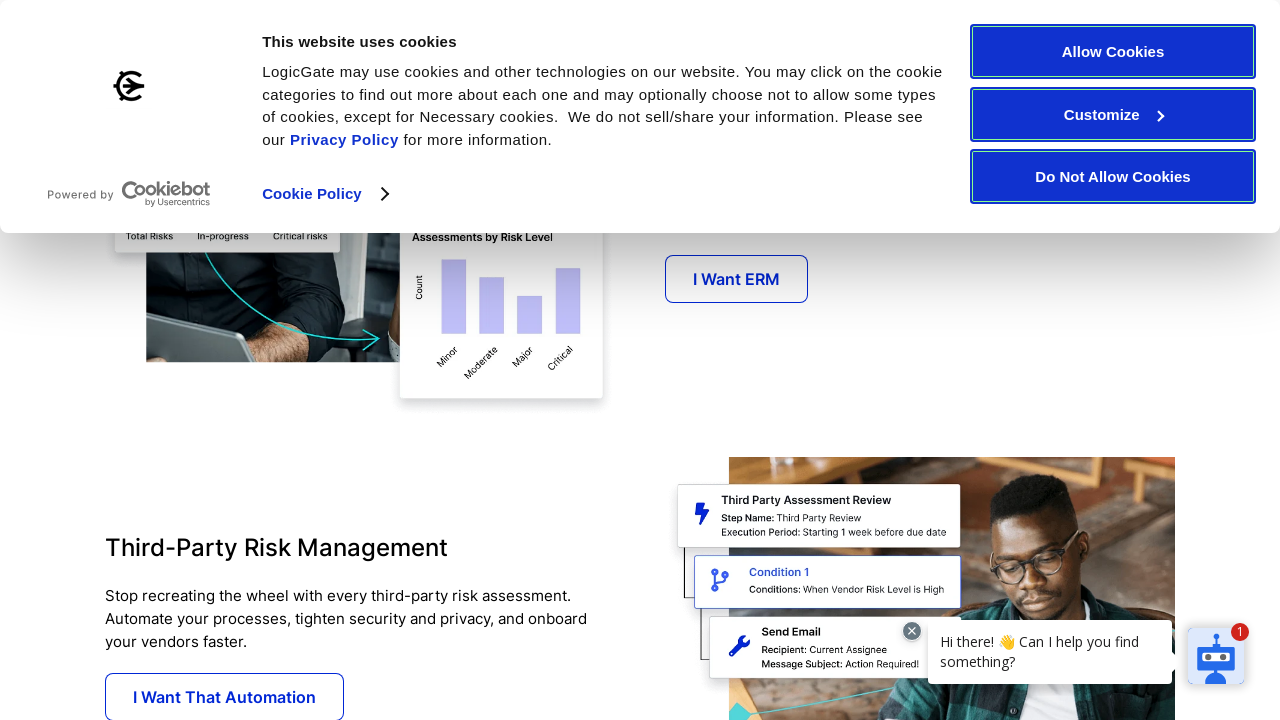 This website uses cookies
LogicGate may use cookies and other technologies on our website. You may click on the cookie
categories to find out more about each one and may optionally choose not to allow some types
of cookies, except for Necessary cookies.  We do not sell/share your information. Please see
our Privacy Policy for more information.
Cookie Policy
Powered by Cookiebot
by Usercentrics
Allow Cookies
Customize
Do Not Allow Cookies
Total Risks In-progress Critical risks
Assessments by Risk Level
Count
Minor Moderate Major Critical
I Want ERM
Third-Party Risk Management
Stop recreating the wheel with every third-party risk assessment.
Automate your processes, tighten security and privacy, and onboard
your vendors faster.
I Want That Automation
Third Party Assessment Review
Step Name: Third Party Review
Execution Period: Starting 1 week before due date
Condition 1
Conditions: When Vendor Risk Level is High
Send Email
Recipient: Current Assignee
Message Subject: Action Required!
Hi there! 👋 Can I help you find
something?
1